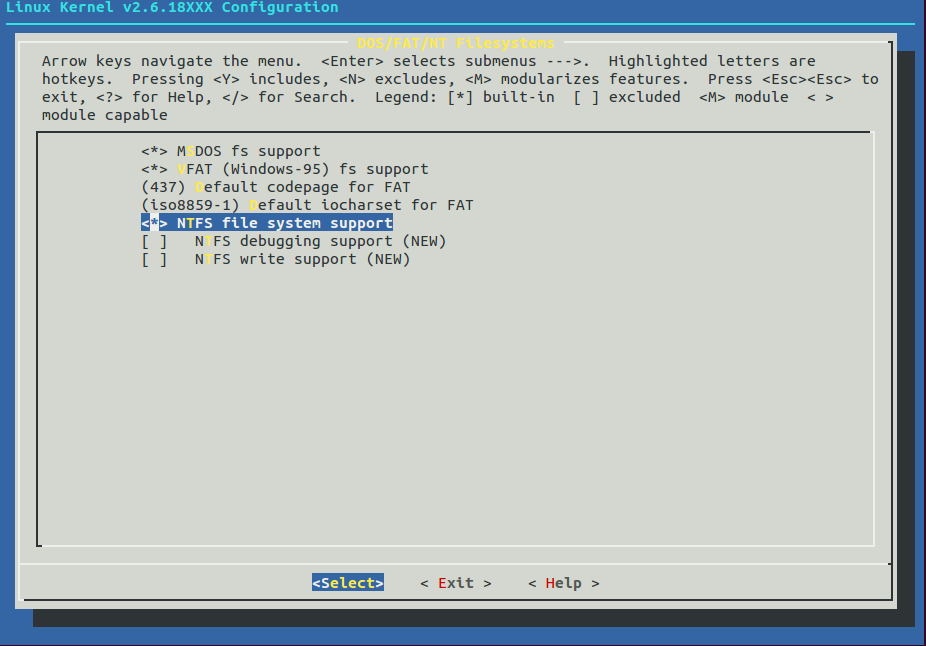 Linux Kernel v2.6.18XXX Configuration
DOS/FAT/NT Filesystems
Arrow keys navigate the menu.  <Enter> selects submenus --->.  Highlighted letters are
hotkeys.  Pressing <Y> includes, <N> excludes, <M> modularizes features.  Press <Esc><Esc> to
exit, <?> for Help, </> for Search.  Legend: [*] built-in  [ ] excluded  <M> module  < >
module capable
<*> MSDOS fs support
<*> VFAT (Windows-95) fs support
(437) Default codepage for FAT
(iso8859-1) Default iocharset for FAT
<*> NTFS file system support
[ ]   NTFS debugging support (NEW)
[ ]   NTFS write support (NEW)
<Select>    < Exit >    < Help >